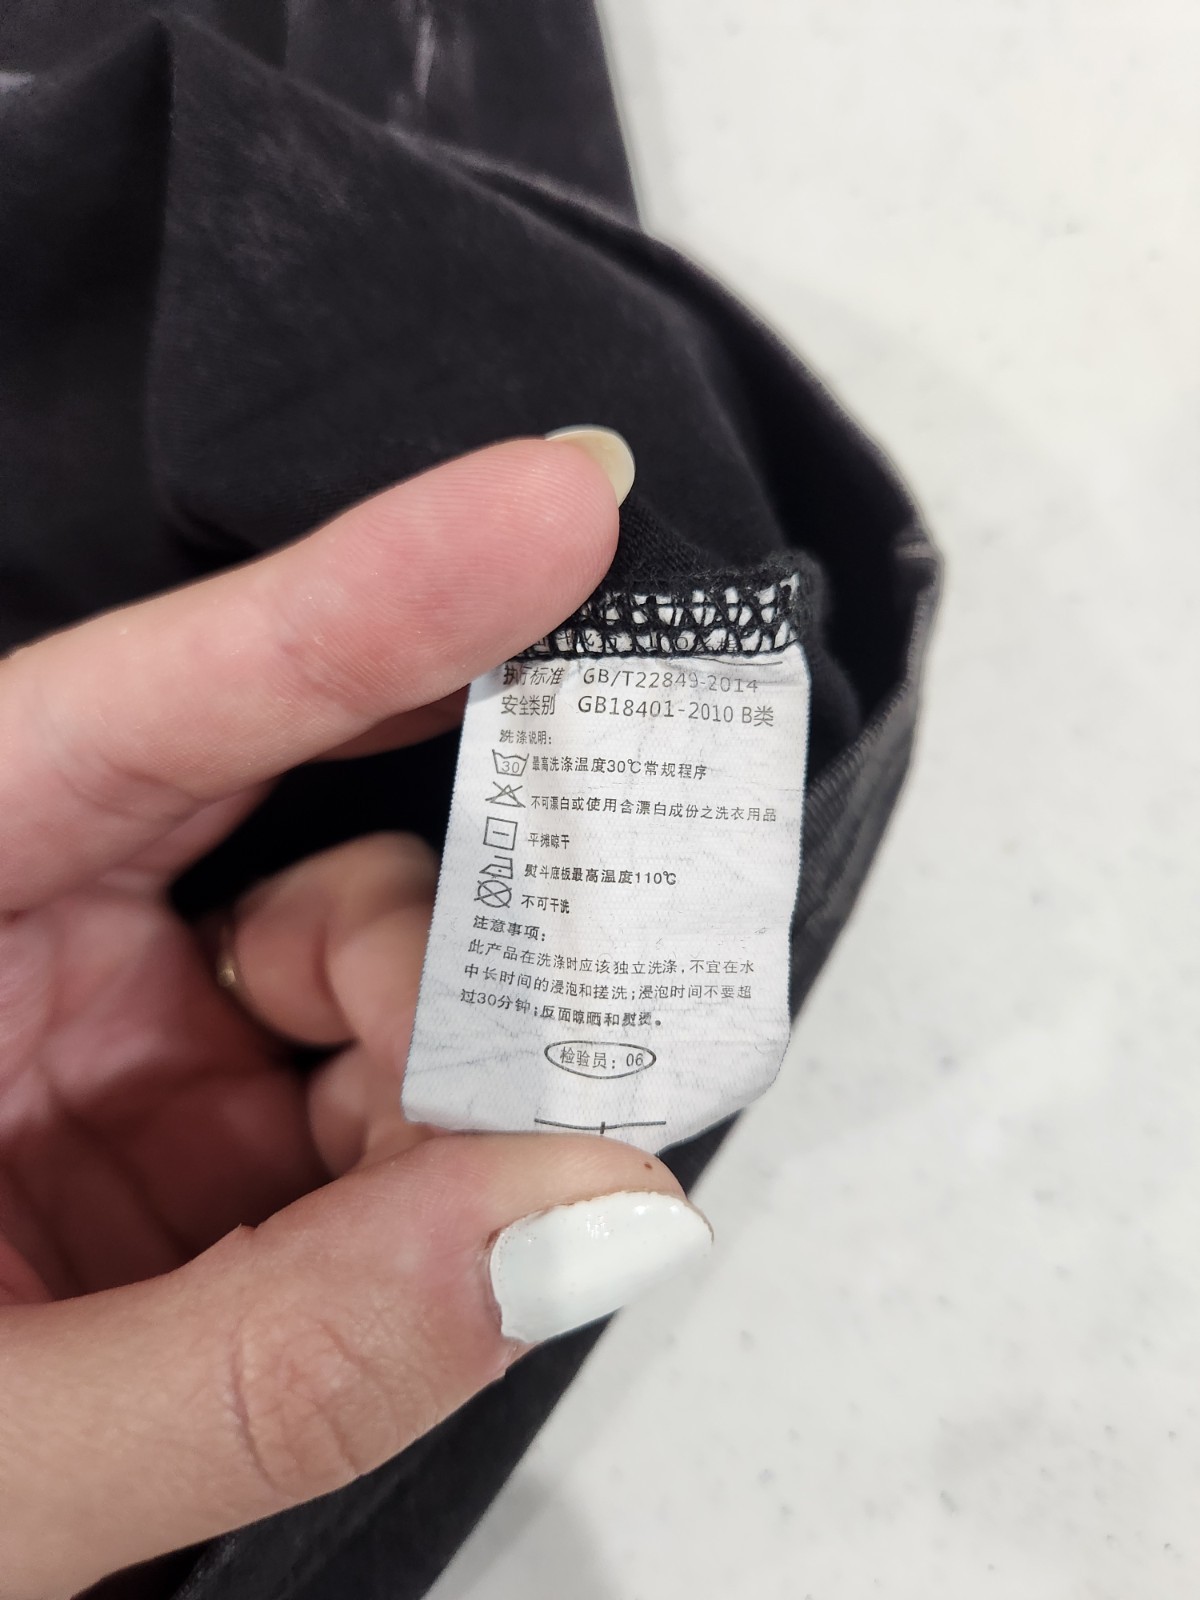 执行标准 GB/T22849-2014
安全类别 GB18401-2010 B类
洗涤说明:
30 最高洗涤温度30℃常规程序
不可漂白或使用含漂白成份之洗衣用品
平摊晾干
熨斗底板最高温度110℃
不可干洗
注意事项:
此产品在洗涤时应该独立洗涤,不宜在水
中长时间的浸泡和搓洗;浸泡时间不要超
过30分钟;反面晾晒和熨烫。
检验员: 06